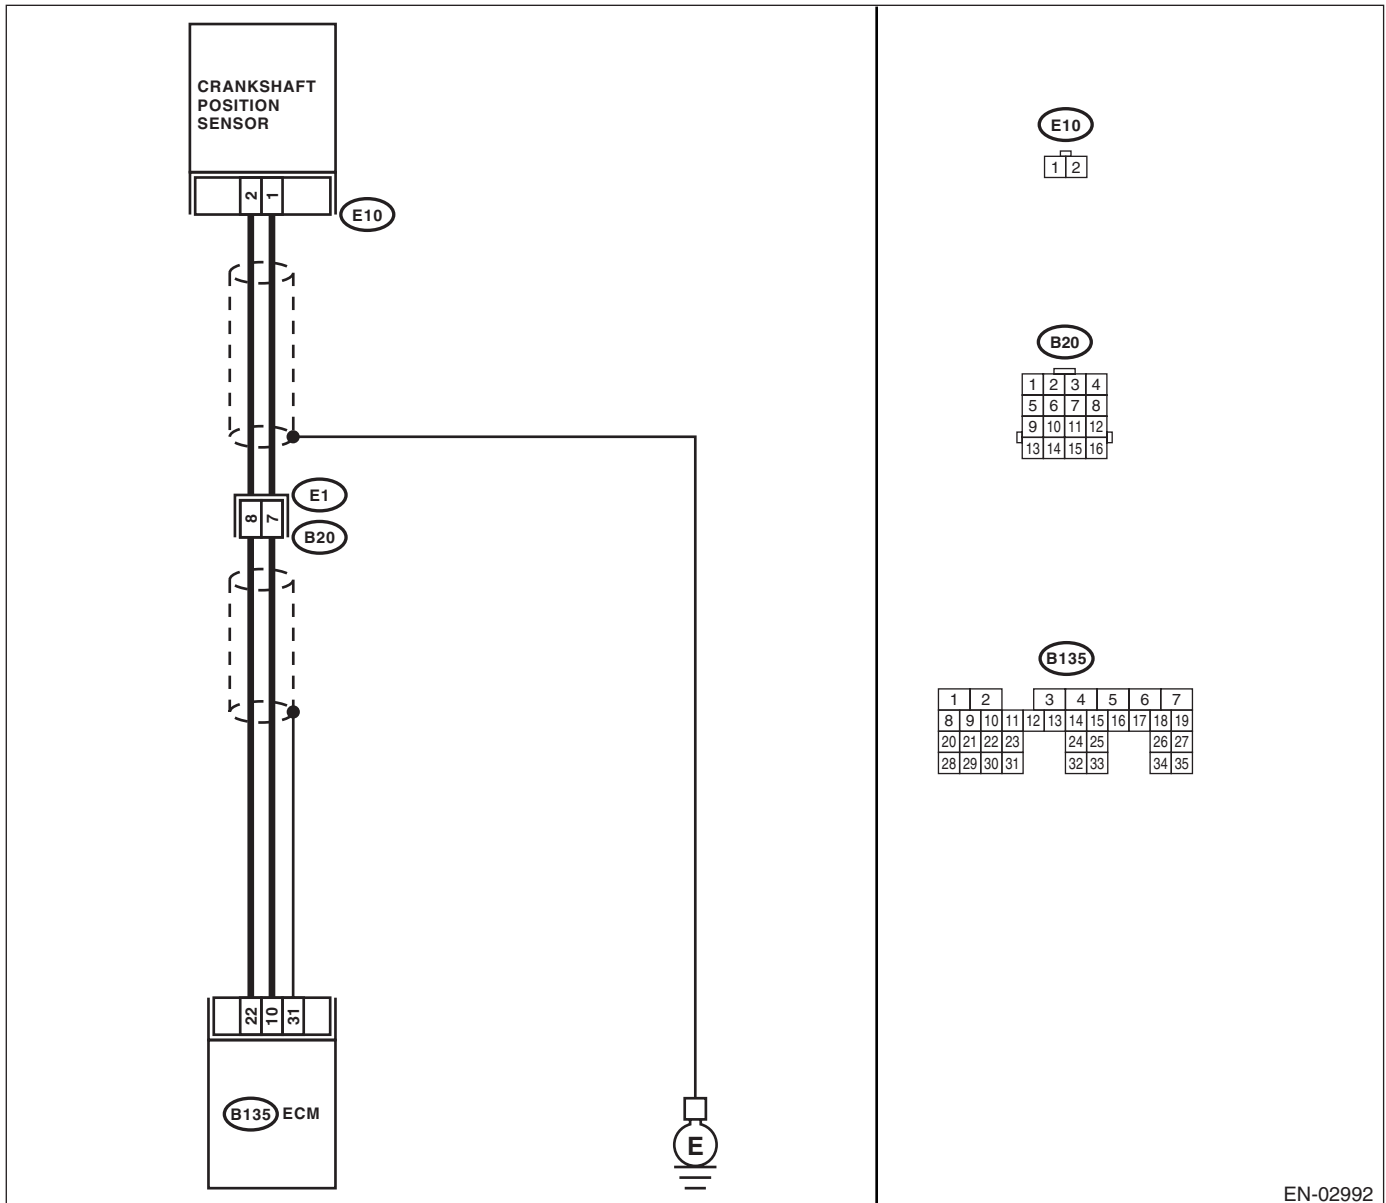 CRANKSHAFT
POSITION
SENSOR
2 1
E10
E1
8 7
B20
22 10 31
B135 ECM
E
E10
1 2
B20
1 2 3 4
5 6 7 8
9 10 11 12
13 14 15 16
B135
1 2 3 4 5 6 7
8 9 10 11 12 13 14 15 16 17 18 19
20 21 22 23 24 25 26 27
28 29 30 31 32 33 34 35
EN-02992